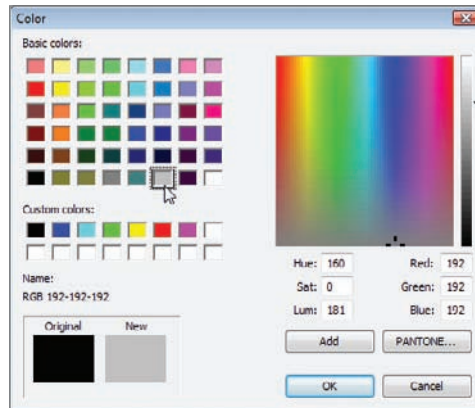 Color
Basic colors:
Custom colors:
Name:
RGB 192-192-192
Original New
Hue: 160 Red: 192
Sat: 0 Green: 192
Lum: 181 Blue: 192
Add PANTONE...
OK Cancel